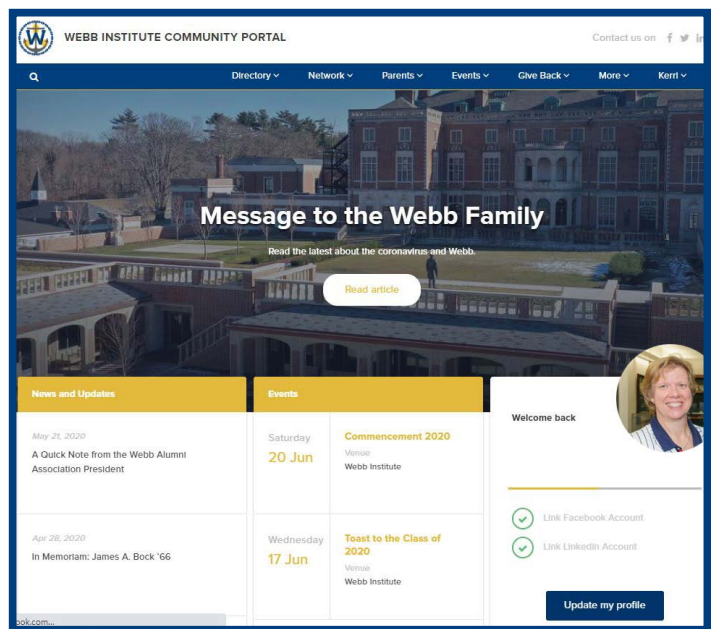 W
WEBB INSTITUTE COMMUNITY PORTAL
Contact us on
Directory
Network
Parents
Events
Give Back
More
Kerri
Message to the Webb Family
Read the latest about the coronavirus and Webb.
Read article
News and Updates
May 21, 2020
A Quick Note from the Webb Alumni
Association President
Apr 28, 2020
In Memoriam: James A. Bock '66
Events
Saturday
20 Jun
Commencement 2020
Venue
Webb Institute
Wednesday
17 Jun
Toast to the Class of
2020
Venue
Webb Institute
Welcome back
Link Facebook Account
Link LinkedIn Account
Update my profile
ook.com...